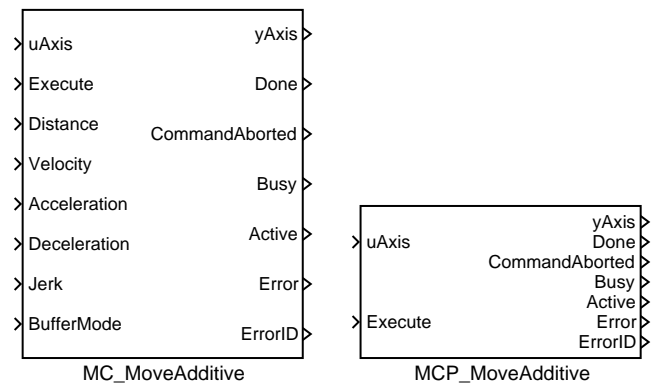 uAxis
Execute
Distance
Velocity
Acceleration
Deceleration
Jerk
BufferMode
yAxis
Done
CommandAborted
Busy
Active
Error
ErrorID
MC_MoveAdditive
uAxis
Execute
yAxis
Done
CommandAborted
Busy
Active
Error
ErrorID
MCP_MoveAdditive